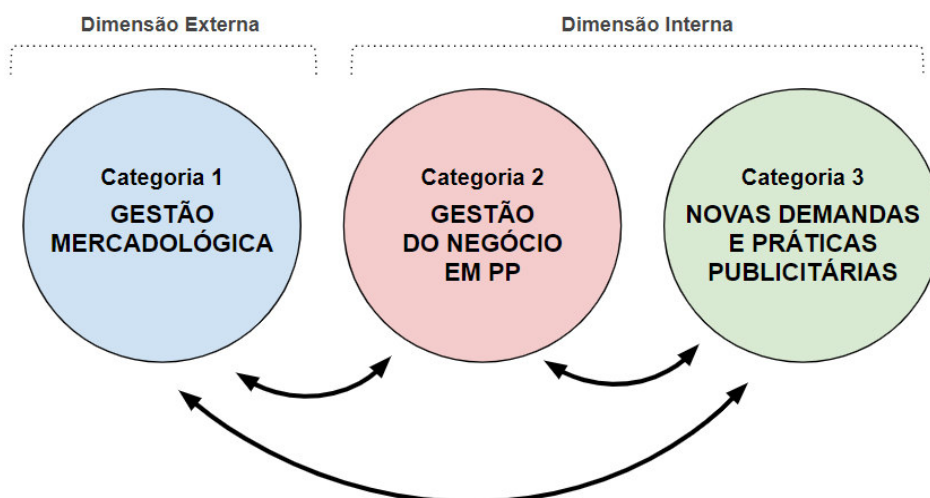 Dimensão Externa
Dimensão Interna
Categoria 1
GESTÃO
MERCADOLÓGICA
Categoria 2
GESTÃO
DO NEGÓCIO
EM PP
Categoria 3
NOVAS DEMANDAS
E PRÁTICAS
PUBLICITÁRIAS